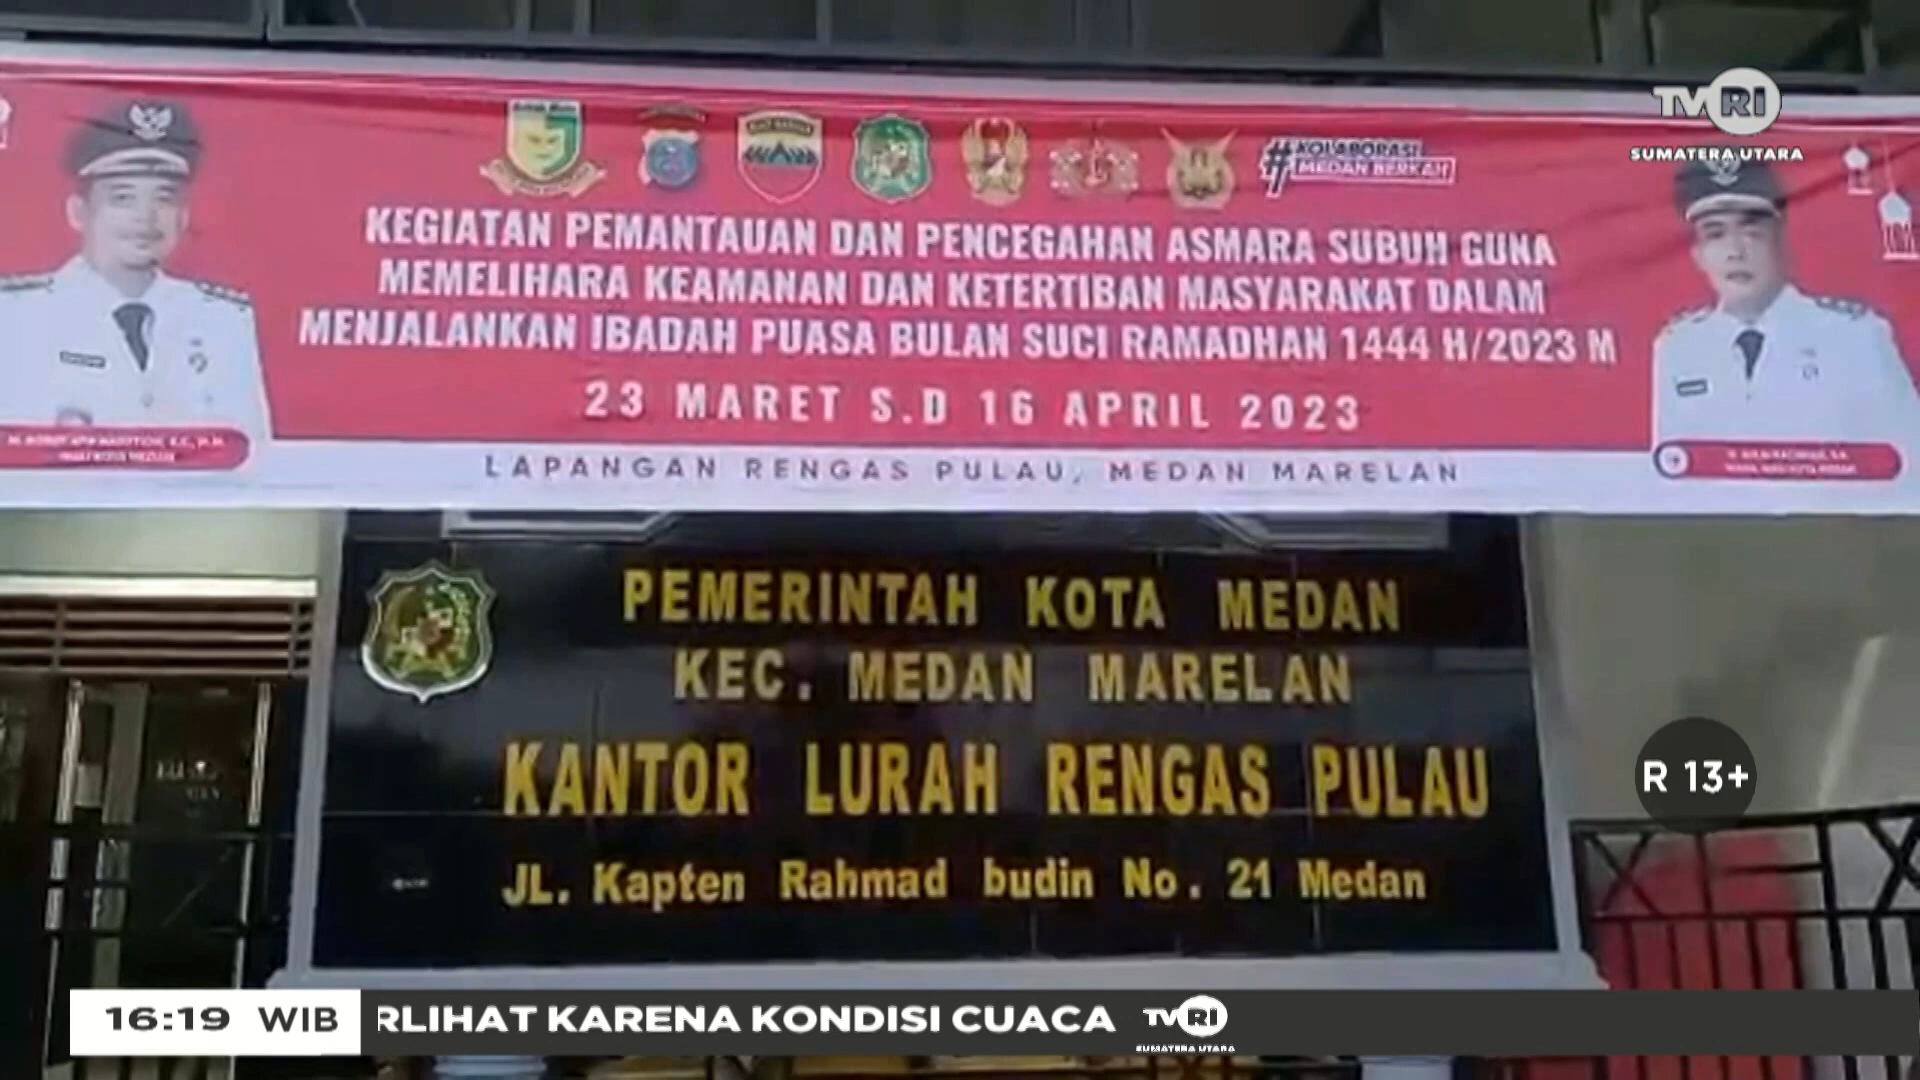 TVRI
SUMATERA UTARA
#KOLABORASI
MEDAN BERKAH
KEGIATAN PEMANTAUAN DAN PENCEGAHAN ASMARA SUBUH GUNA
MEMELIHARA KEAMANAN DAN KETERTIBAN MASYARAKAT DALAM
MENJALANKAN IBADAH PUASA BULAN SUCI RAMADHAN 1444 H/2023 M
23 MARET S.D 16 APRIL 2023
LAPANGAN RENGAS PULAU, MEDAN MARELAN
PEMERINTAH KOTA MEDAN
KEC. MEDAN MARELAN
KANTOR LURAH RENGAS PULAU
JL. Kapten Rahmad budin No. 21 Medan
R 13+
16:19 WIB RLIHAT KARENA KONDISI CUACA TVRI
SUMATERA UTARA